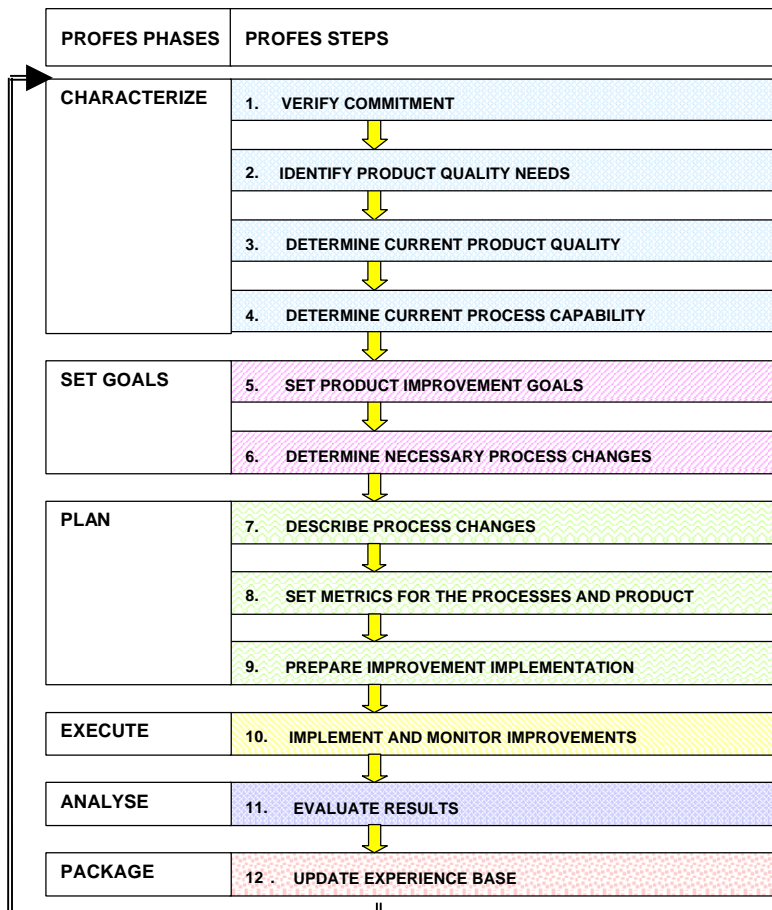 PROFES PHASES PROFES STEPS
CHARACTERIZE
1. VERIFY COMMITMENT
2. IDENTIFY PRODUCT QUALITY NEEDS
3. DETERMINE CURRENT PRODUCT QUALITY
4. DETERMINE CURRENT PROCESS CAPABILITY
SET GOALS
5. SET PRODUCT IMPROVEMENT GOALS
6. DETERMINE NECESSARY PROCESS CHANGES
PLAN
7. DESCRIBE PROCESS CHANGES
8. SET METRICS FOR THE PROCESSES AND PRODUCT
9. PREPARE IMPROVEMENT IMPLEMENTATION
EXECUTE
10. IMPLEMENT AND MONITOR IMPROVEMENTS
ANALYSE
11. EVALUATE RESULTS
PACKAGE
12 . UPDATE EXPERIENCE BASE